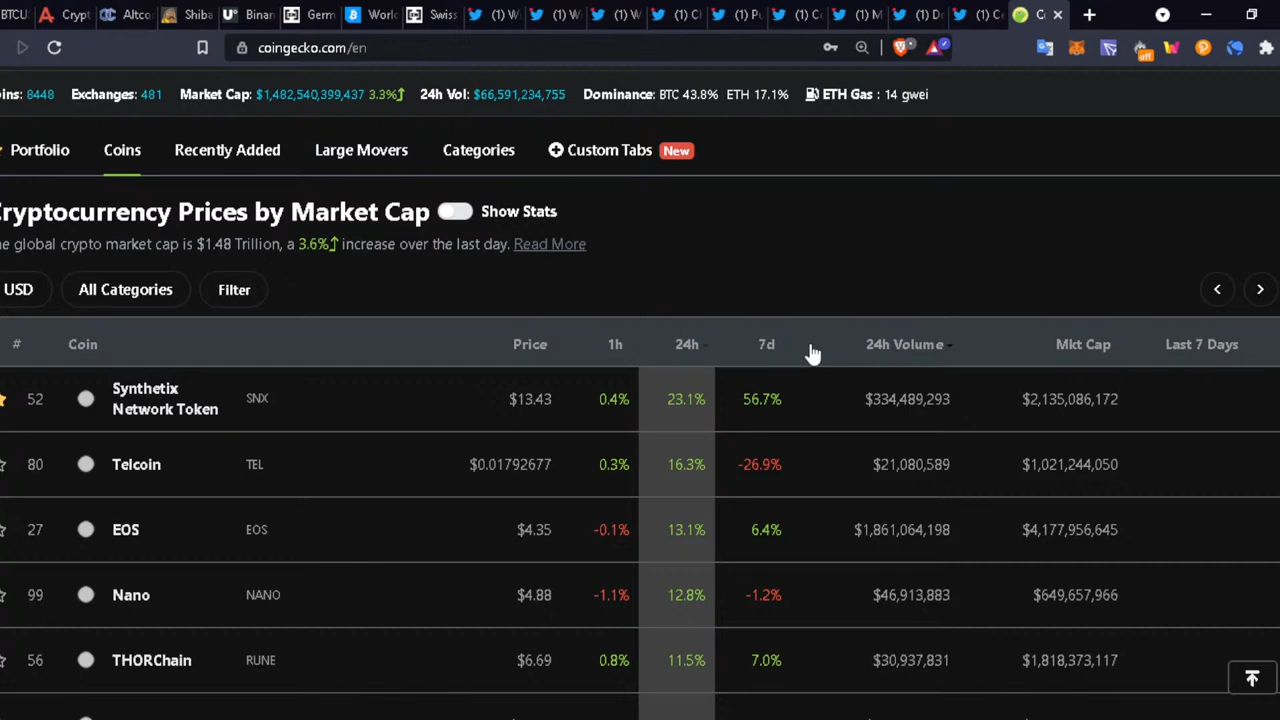 BTCUS Crypt Altco Shiba Binan Germ Worl Swiss (1) W (1) W (1) W (1) C (1) P (1) C (1) M (1) D (1) C C
coingecko.com/en
off
ins: 8448 Exchanges: 481 Market Cap: $1,482,540,399,437 3.3% 24h Vol: $66,591,234,755 Dominance: BTC 43.8% ETH 17.1% ETH Gas : 14 gwei
Portfolio Coins Recently Added Large Movers Categories Custom Tabs New
ryptocurrency Prices by Market Cap Show Stats
e global crypto market cap is $1.48 Trillion, a 3.6% increase over the last day. Read More
USD All Categories Filter
# Coin Price 1h 24h 7d 24h Volume Mkt Cap Last 7 Days
52 Synthetix Network Token SNX $13.43 0.4% 23.1% 56.7% $334,489,293 $2,135,086,172
80 Telcoin TEL $0.01792677 0.3% 16.3% -26.9% $21,080,589 $1,021,244,050
27 EOS EOS $4.35 -0.1% 13.1% 6.4% $1,861,064,198 $4,177,956,645
99 Nano NANO $4.88 -1.1% 12.8% -1.2% $46,913,883 $649,657,966
56 THORChain RUNE $6.69 0.8% 11.5% 7.0% $30,937,831 $1,818,373,117